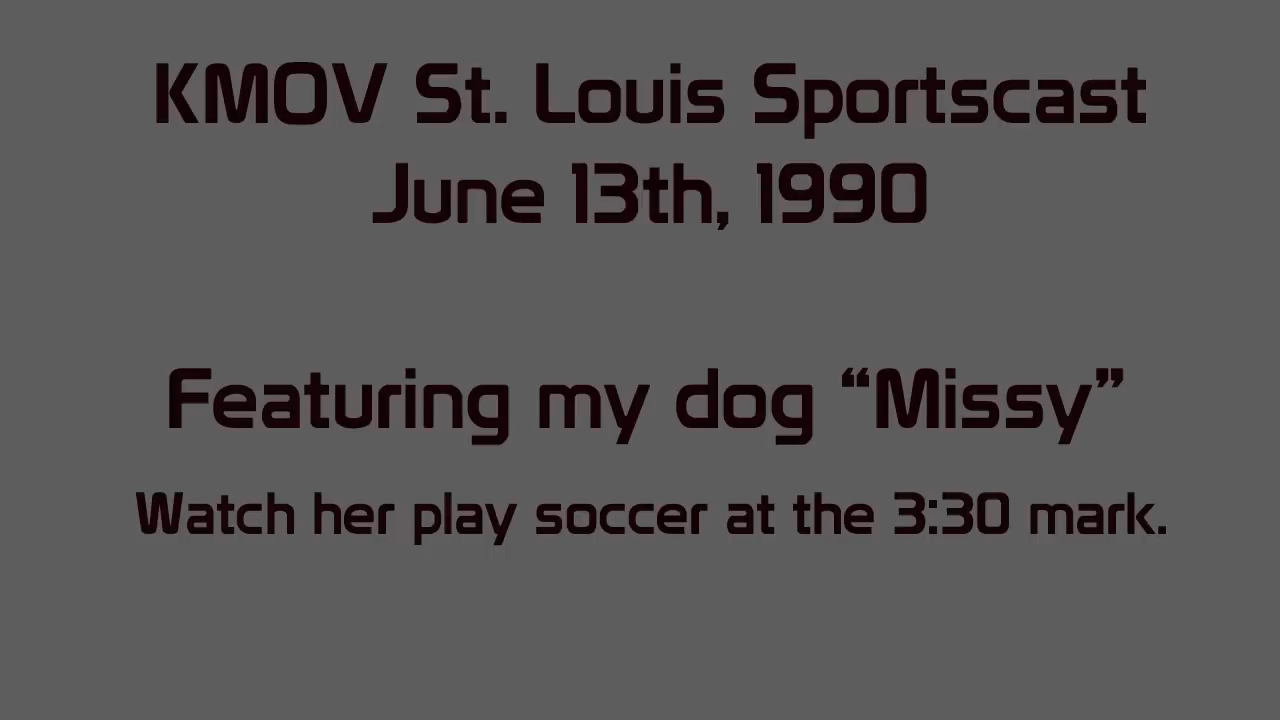 KMOV St. Louis Sportscast
June 13th, 1990
Featuring my dog “Missy”
Watch her play soccer at the 3:30 mark.